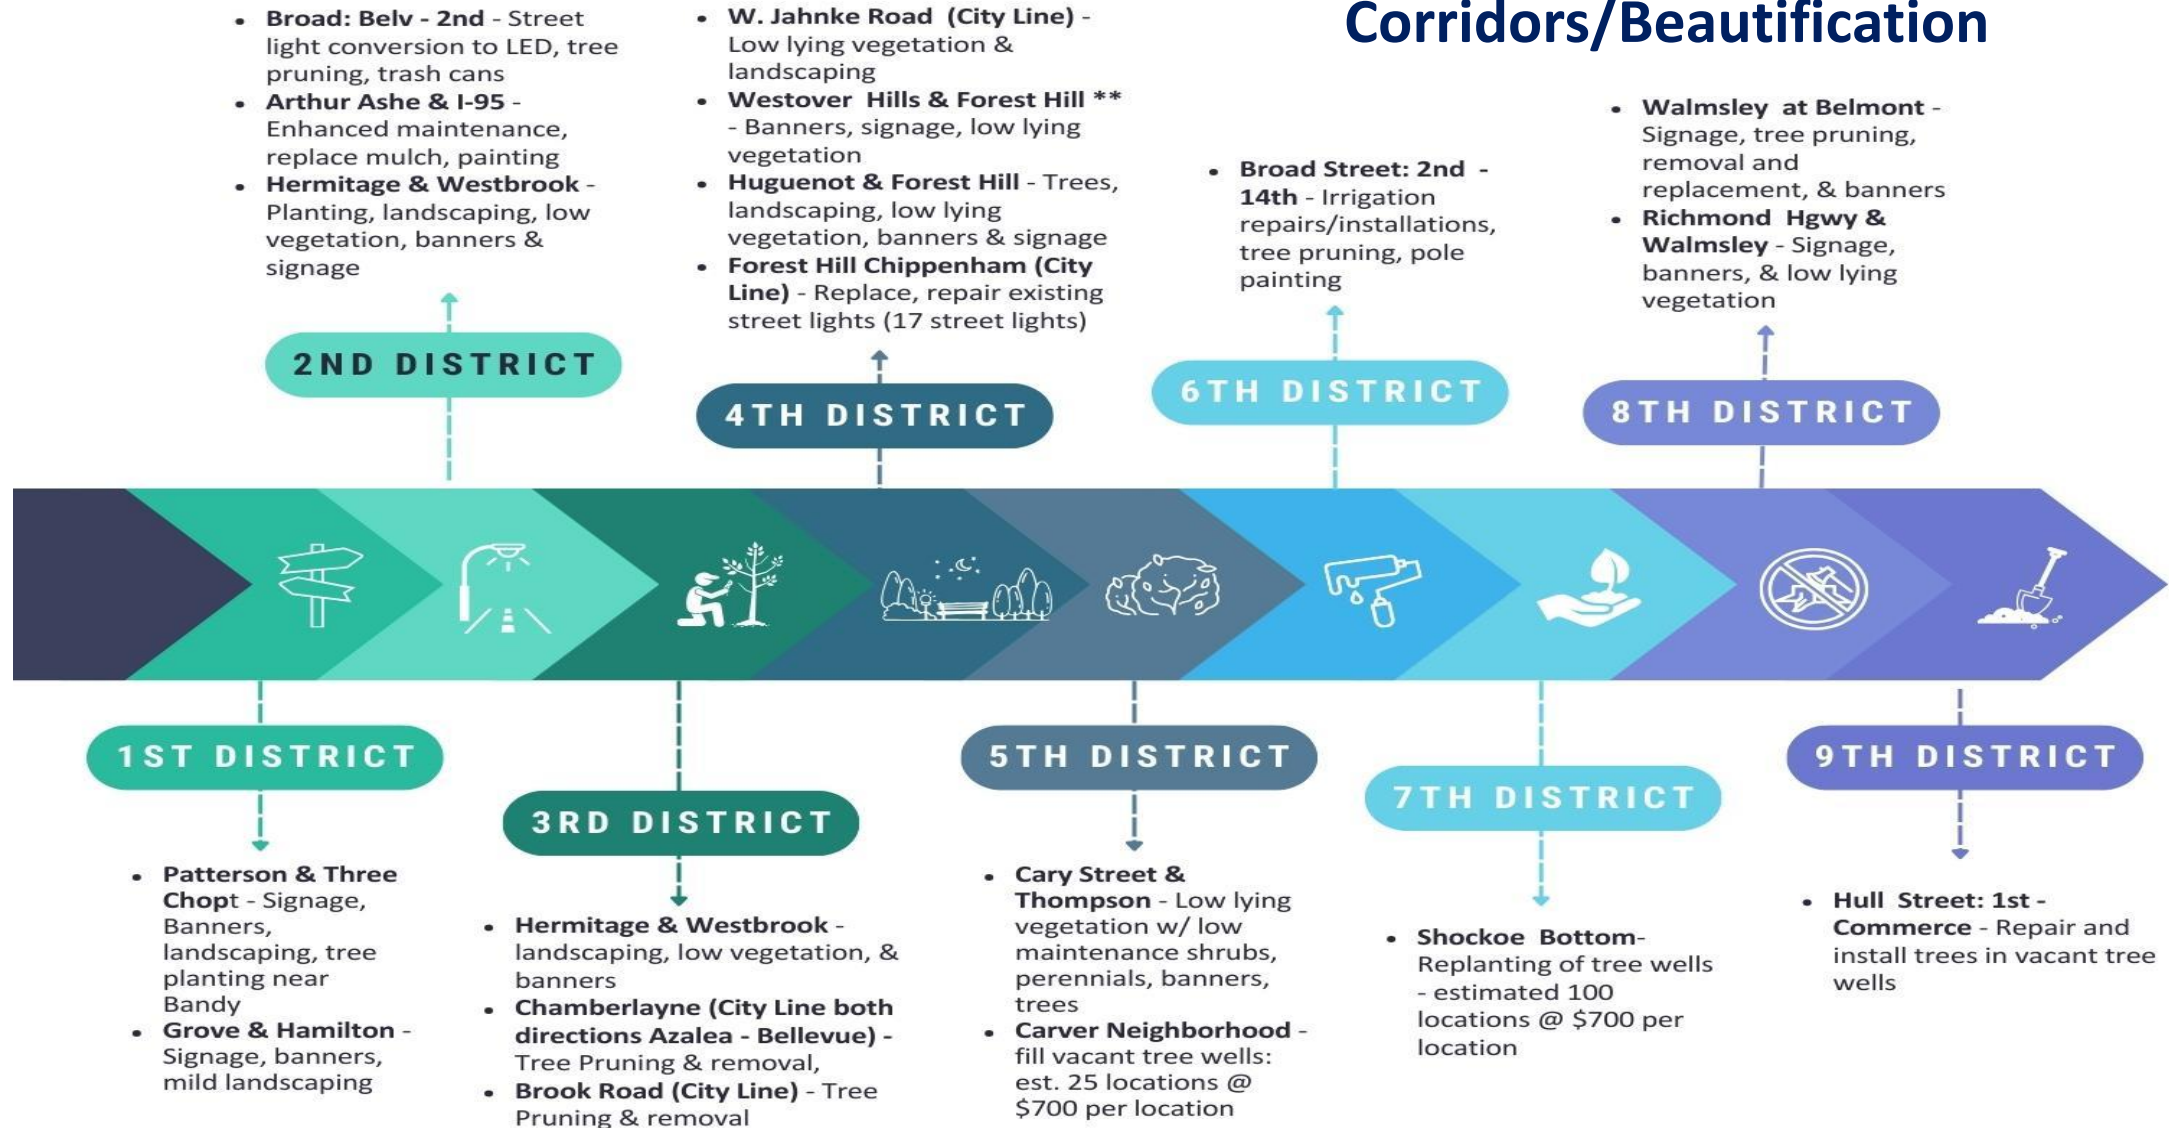 Corridors/Beautification
• Broad: Belv - 2nd - Street
light conversion to LED, tree
pruning, trash cans
• Arthur Ashe & I-95 -
Enhanced maintenance,
replace mulch, painting
• Hermitage & Westbrook -
Planting, landscaping, low
vegetation, banners &
signage
2ND DISTRICT
• W. Jahnke Road (City Line) -
Low lying vegetation &
landscaping
• Westover Hills & Forest Hill **
- Banners, signage, low lying
vegetation
• Huguenot & Forest Hill - Trees,
landscaping, low lying
vegetation, banners & signage
• Forest Hill Chippenham (City
Line) - Replace, repair existing
street lights (17 street lights)
4TH DISTRICT
• Broad Street: 2nd -
14th - Irrigation
repairs/installations,
tree pruning, pole
painting
6TH DISTRICT
• Walmsley at Belmont -
Signage, tree pruning,
removal and
replacement, & banners
• Richmond Hgwy &
Walmsley - Signage,
banners, & low lying
vegetation
8TH DISTRICT
1ST DISTRICT
• Patterson & Three
Chopt - Signage,
Banners,
landscaping, tree
planting near
Bandy
• Grove & Hamilton -
Signage, banners,
mild landscaping
3RD DISTRICT
• Hermitage & Westbrook -
landscaping, low vegetation, &
banners
• Chamberlayne (City Line both
directions Azalea - Bellevue) -
Tree Pruning & removal,
• Brook Road (City Line) - Tree
Pruning & removal
5TH DISTRICT
• Cary Street &
Thompson - Low lying
vegetation w/ low
maintenance shrubs,
perennials, banners,
trees
• Carver Neighborhood -
fill vacant tree wells:
est. 25 locations @
$700 per location
7TH DISTRICT
• Shockoe Bottom-
Replanting of tree wells
- estimated 100
locations @ $700 per
location
9TH DISTRICT
• Hull Street: 1st -
Commerce - Repair and
install trees in vacant tree
wells